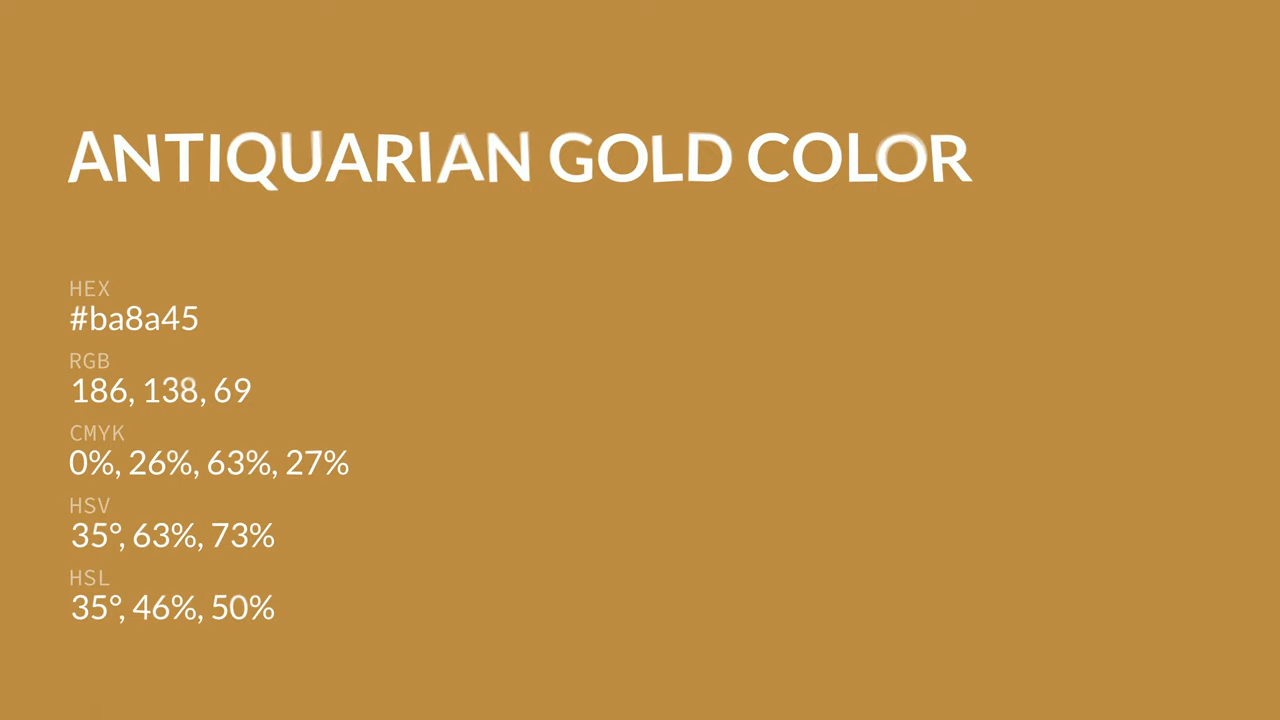 ANTIQUARIAN GOLD COLOR
HEX
#ba8a45
RGB
186, 138, 69
CMYK
0%, 26%, 63%, 27%
HSV
35°, 63%, 73%
HSL
35°, 46%, 50%